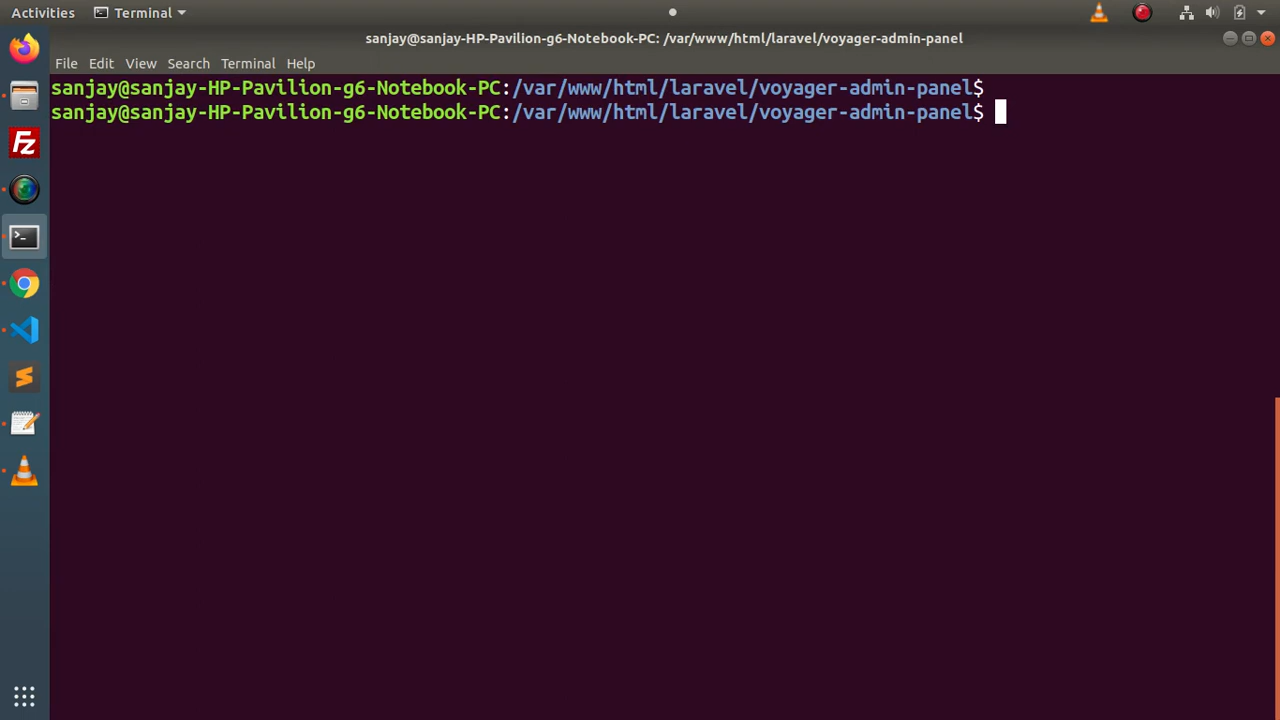 Activities Terminal
sanjay@sanjay-HP-Pavilion-g6-Notebook-PC: /var/www/html/laravel/voyager-admin-panel
File Edit View Search Terminal Help
sanjay@sanjay-HP-Pavilion-g6-Notebook-PC:/var/www/html/laravel/voyager-admin-panel$
sanjay@sanjay-HP-Pavilion-g6-Notebook-PC:/var/www/html/laravel/voyager-admin-panel$